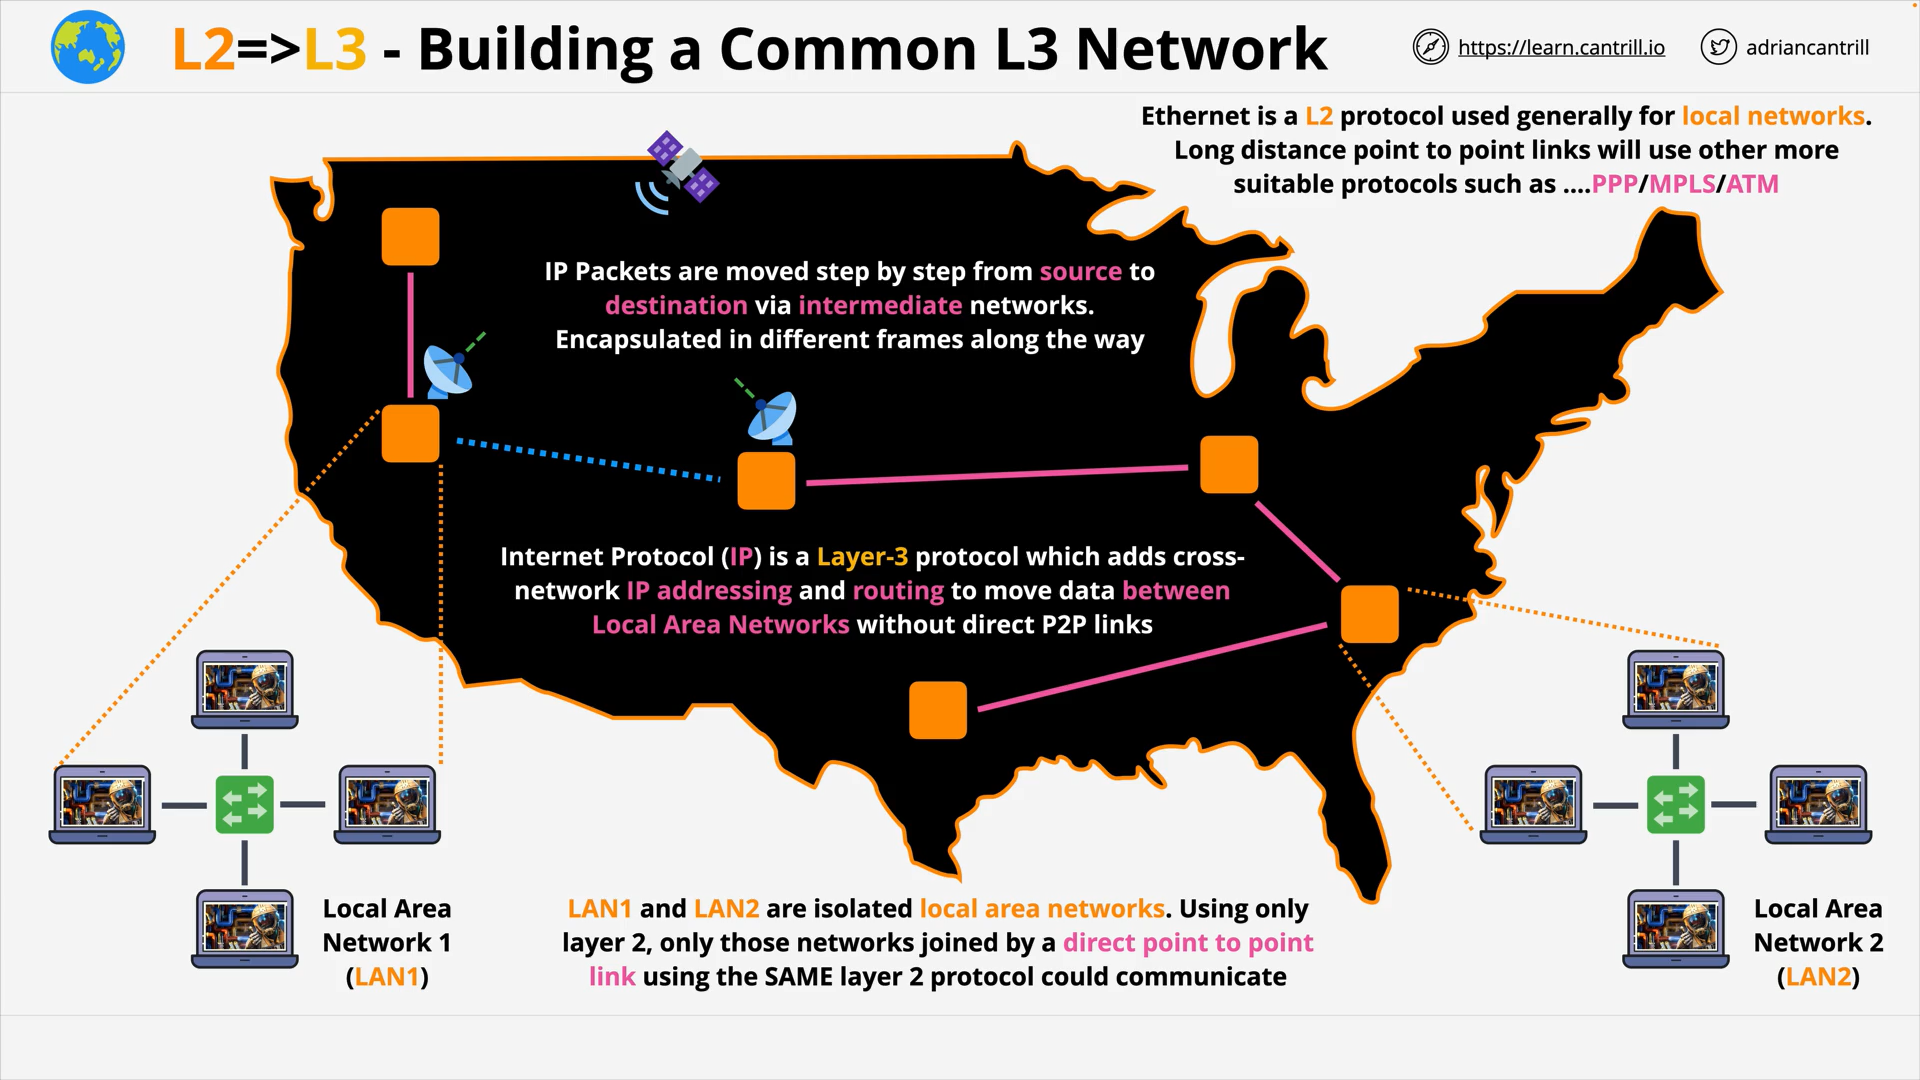 L2=>L3 - Building a Common L3 Network
https://learn.cantrill.io
adriancantrill
Ethernet is a L2 protocol used generally for local networks.
Long distance point to point links will use other more
suitable protocols such as ....PPP/MPLS/ATM
IP Packets are moved step by step from source to
destination via intermediate networks.
Encapsulated in different frames along the way
Internet Protocol (IP) is a Layer-3 protocol which adds cross-
network IP addressing and routing to move data between
Local Area Networks without direct P2P links
Local Area
Network 1
(LAN1)
LAN1 and LAN2 are isolated local area networks. Using only
layer 2, only those networks joined by a direct point to point
link using the SAME layer 2 protocol could communicate
Local Area
Network 2
(LAN2)